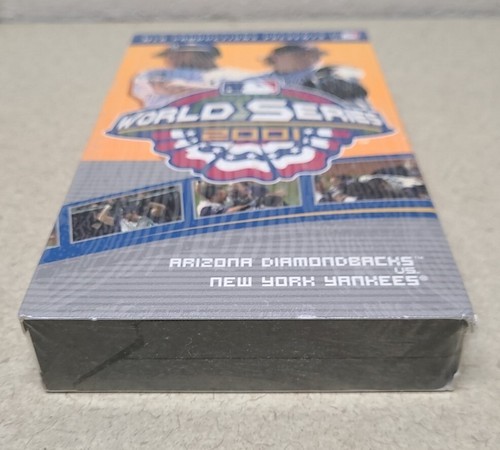 WORLD SERIES
2001
ARIZONA DIAMONDBACKS™
VS.
NEW YORK YANKEES®